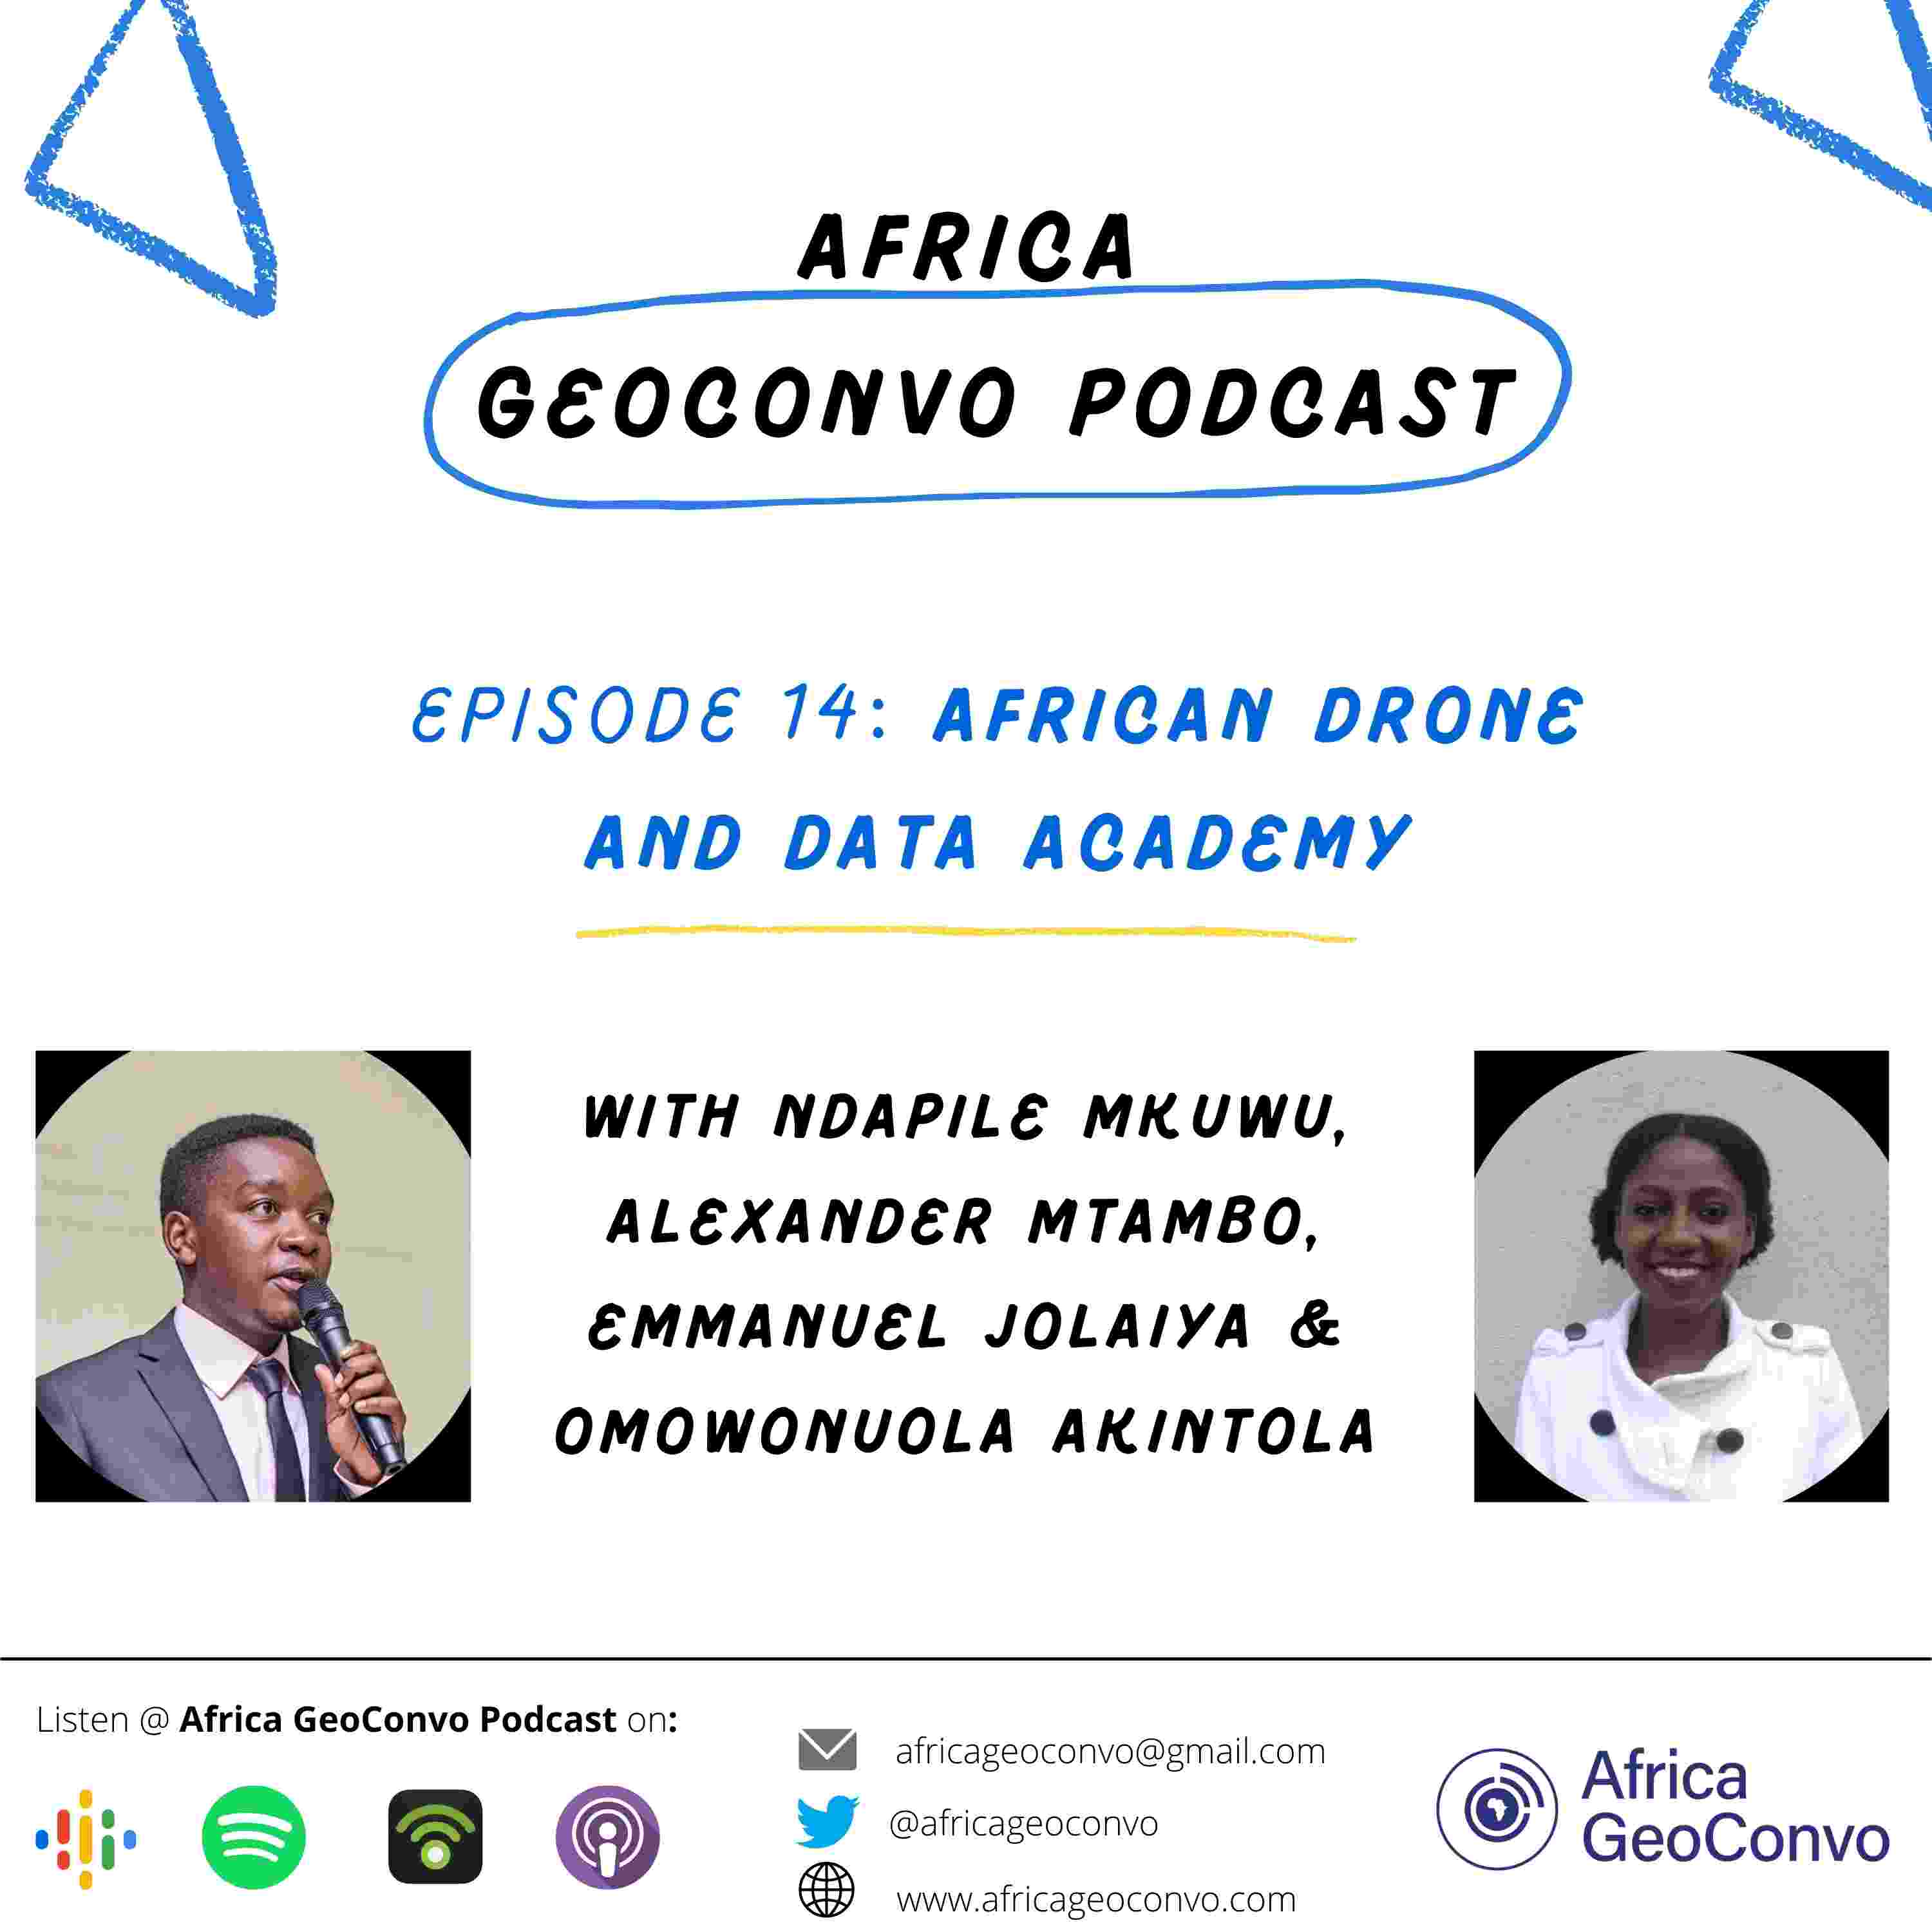 AFRICA
GEOCONVO PODCAST
EPISODE 14: AFRICAN DRONE
AND DATA ACADEMY
WITH NDAPILE MKUWU,
ALEXANDER MTAMBO,
EMMANUEL JOLAIYA &
OMOWONUOLA AKINTOLA
Listen @ Africa GeoConvo Podcast on:
africageoconvo@gmail.com
@africageoconvo
www.africageoconvo.com
Africa
GeoConvo